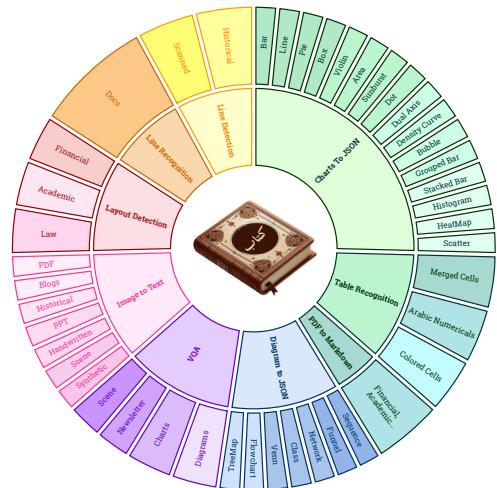 Charts To JSON
Bar
Line
Pie
Box
Violin
Area
Sunburst
Dot
Dual Axis
Density Curve
Bubble
Grouped Bar
Stacked Bar
Histogram
HeatMap
Scatter
Table Recognition
Merged Cells
Arabic Numericals
Colored Cells
PDF to Markdown
Financial,
Academic..
Diagram to JSON
Sequence
Funnel
Network
Class
Venn
Flowchart
TreeMap
VQA
Diagrams
Charts
Newsletter
Scene
Image to Text
Synthetic
Scene
Handwritten
PPT
Historical
Blogs
PDF
Layout Detection
Law
Academic
Financial
Line Recognition
Docs
Line Detection
Scanned
Historical
كتاب